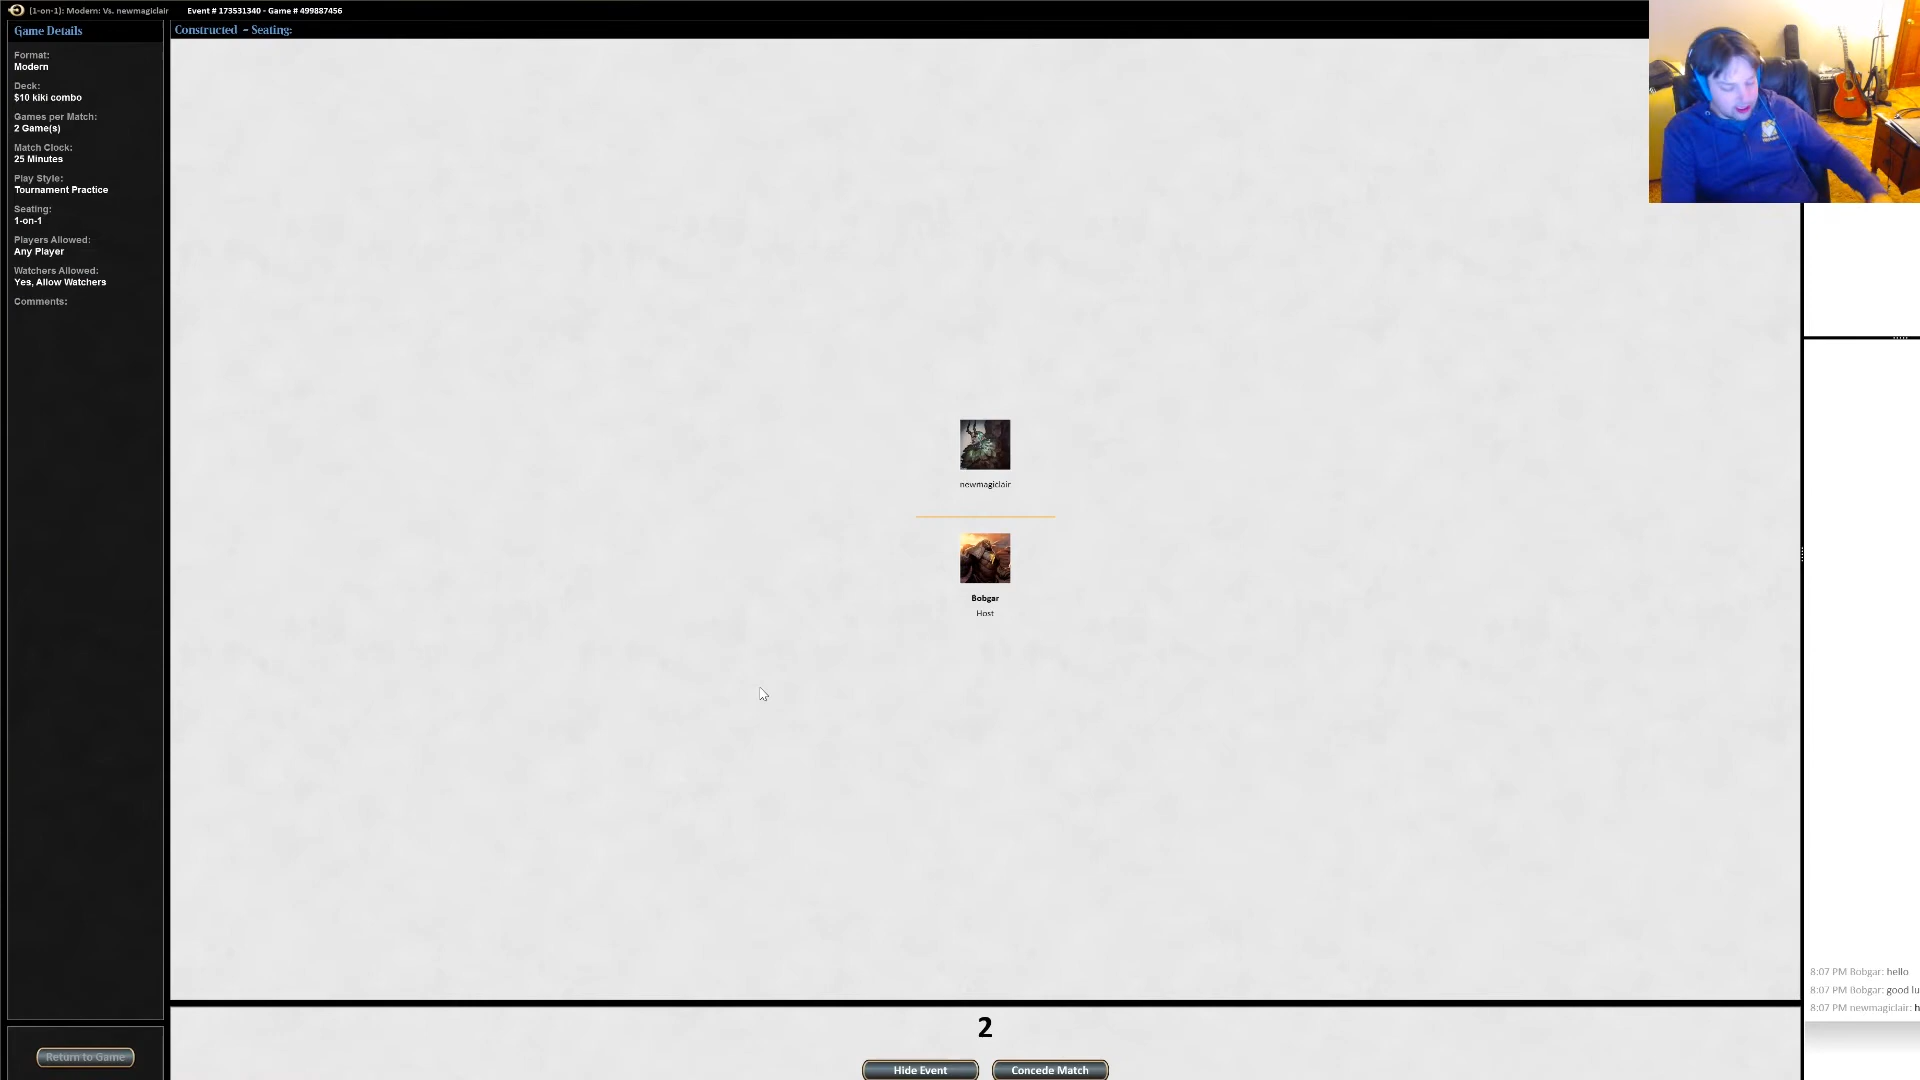 [1-on-1]: Modern: Vs. newmagiclair
Event # 173531340 - Game # 499887456
Game Details
Format:
Modern
Deck:
$10 kiki combo
Games per Match:
2 Game(s)
Match Clock:
25 Minutes
Play Style:
Tournament Practice
Seating:
1-on-1
Players Allowed:
Any Player
Watchers Allowed:
Yes, Allow Watchers
Comments:
Return to Game
Constructed - Seating:
newmagiclair
Bobgar
Host
2
Hide Event
Concede Match
8:07 PM Bobgar: hello
8:07 PM Bobgar: good lu
8:07 PM newmagiclair: h